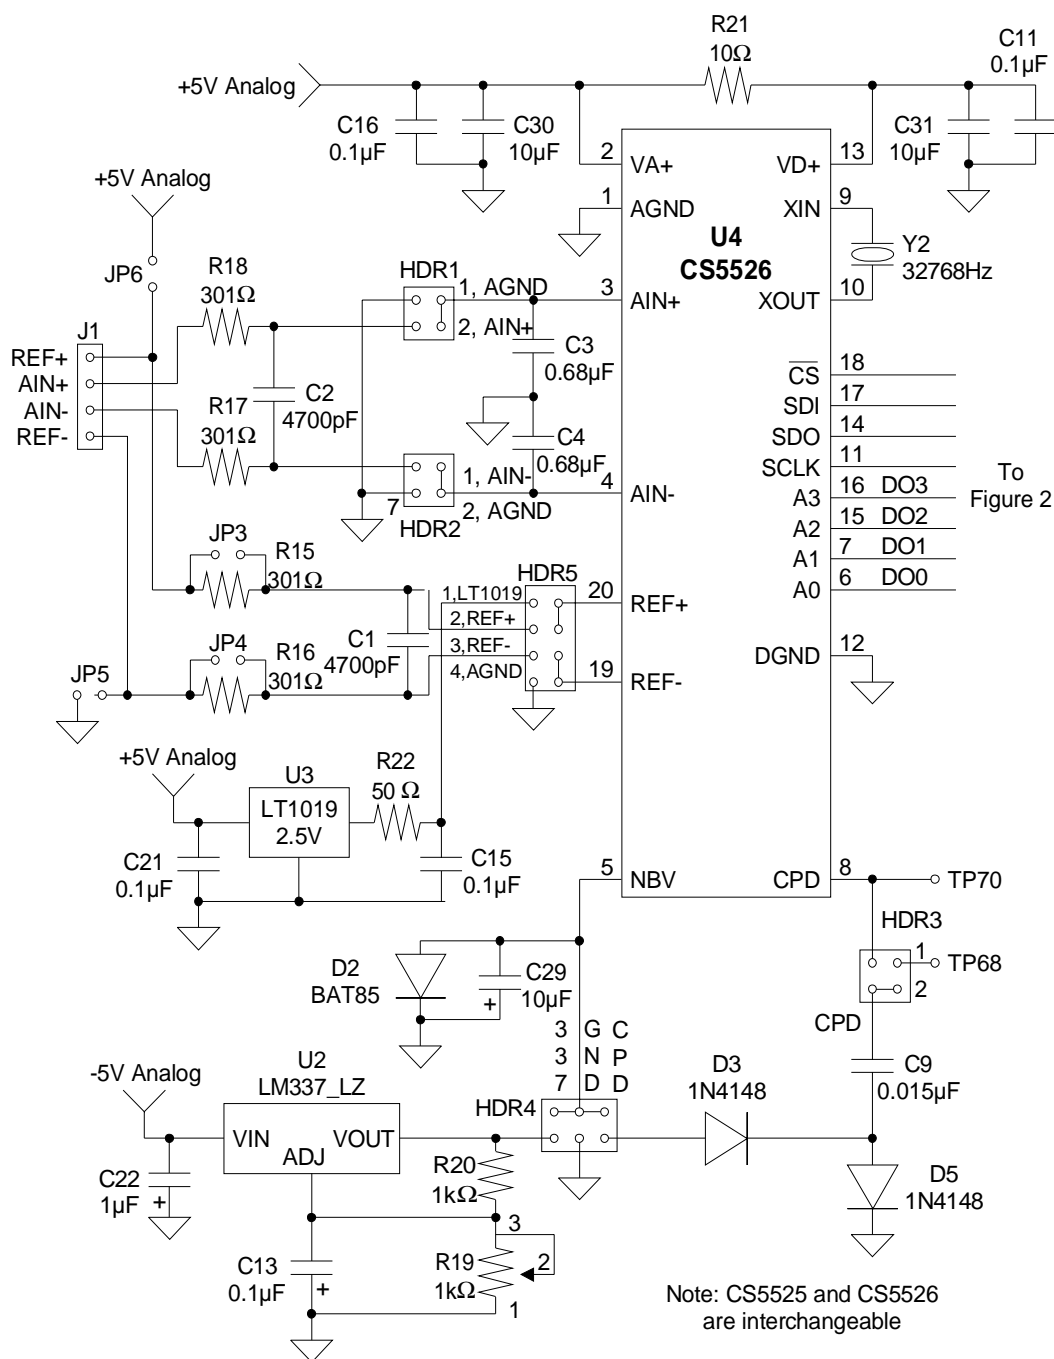 R21
10Ω
C11
0.1µF
+5V Analog
C16
0.1µF
C30
10µF
C31
10µF
2
VA+
VD+
13
+5V Analog
1
AGND
XIN
9
U4
CS5526
Y2
32768Hz
JP6
R18
301Ω
HDR1
1, AGND
3
AIN+
XOUT
10
2, AIN+
J1
REF+
AIN+
AIN-
REF-
C3
0.68µF
C2
4700pF
R17
301Ω
CS
18
SDI
17
SDO
14
SCLK
11
A3
16
DO3
A2
15
DO2
A1
7
DO1
A0
6
DO0
To
Figure 2
C4
0.68µF
1, AIN-
4
AIN-
7
2, AGND
HDR2
JP3
R15
301Ω
HDR5
1,LT1019
2,REF+
3,REF-
4,AGND
20
REF+
C1
4700pF
JP4
R16
301Ω
19
REF-
DGND
12
JP5
+5V Analog
U3
LT1019
2.5V
R22
50 Ω
C21
0.1µF
C15
0.1µF
5
NBV
CPD
8
TP70
HDR3
1
TP68
2
CPD
D2
BAT85
C29
10µF
+
3 G C
3 N P
7 D D
U2
LM337_LZ
-5V Analog
VIN
VOUT
ADJ
HDR4
D3
1N4148
C9
0.015µF
C22
1µF
+
R20
1kΩ
D5
1N4148
3
C13
0.1µF
+
R19
1kΩ
2
1
Note: CS5525 and CS5526
are interchangeable